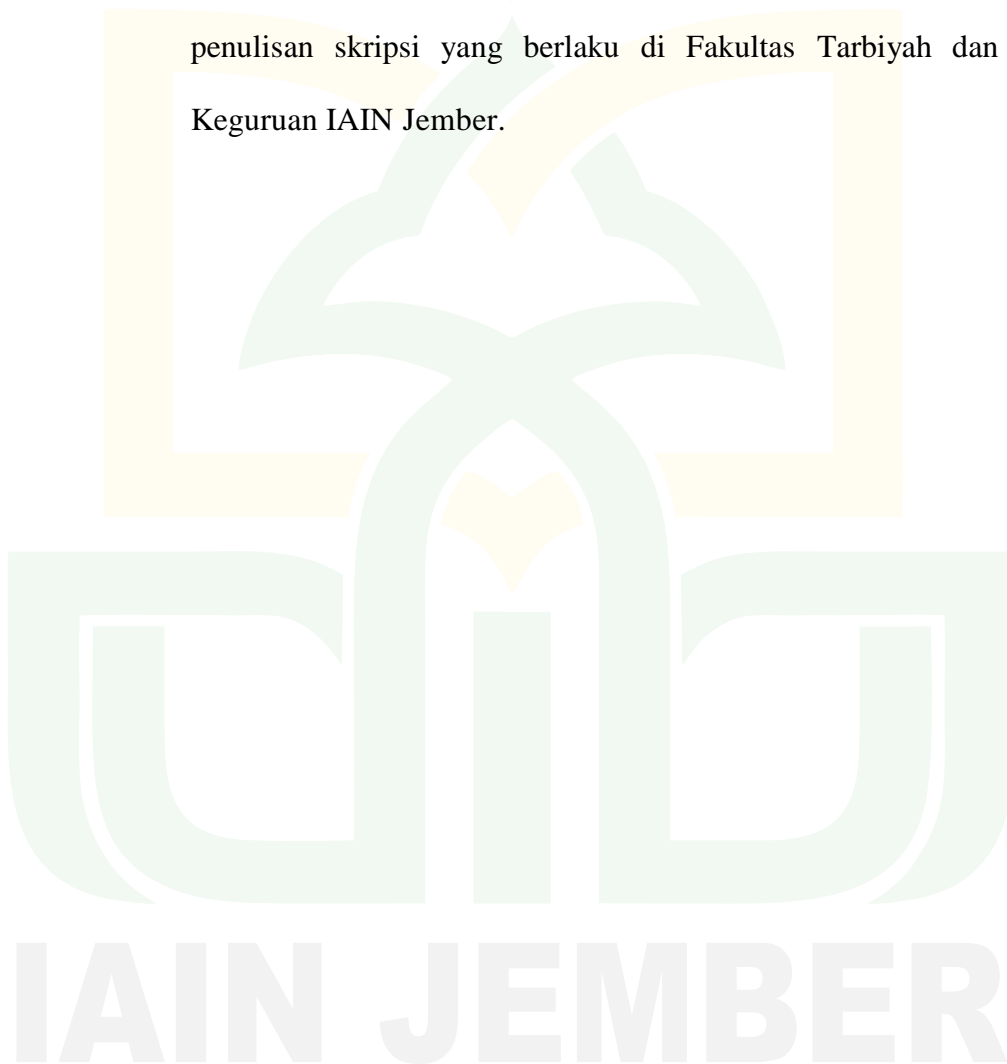 penulisan skripsi yang berlaku di Fakultas Tarbiyah dan
Keguruan IAIN Jember.
IAIN JEMBER